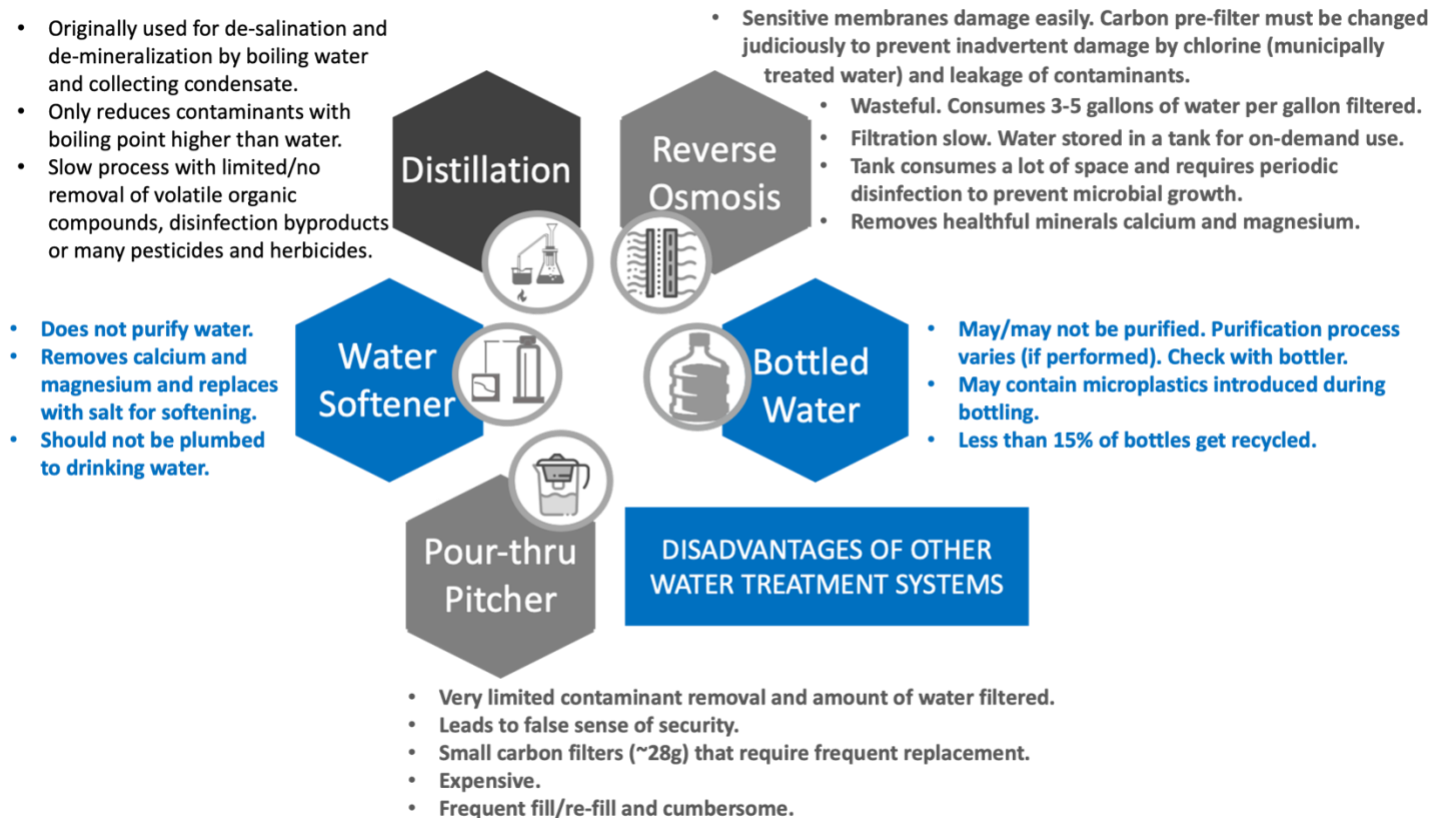 • Originally used for de-salination and
de-mineralization by boiling water
and collecting condensate.
• Only reduces contaminants with
boiling point higher than water.
• Slow process with limited/no
removal of volatile organic
compounds, disinfection byproducts
or many pesticides and herbicides.
Distillation
Reverse
Osmosis
• Sensitive membranes damage easily. Carbon pre-filter must be changed
judiciously to prevent inadvertent damage by chlorine (municipally
treated water) and leakage of contaminants.
• Wasteful. Consumes 3-5 gallons of water per gallon filtered.
• Filtration slow. Water stored in a tank for on-demand use.
• Tank consumes a lot of space and requires periodic
disinfection to prevent microbial growth.
• Removes healthful minerals calcium and magnesium.
• Does not purify water.
• Removes calcium and
magnesium and replaces
with salt for softening.
• Should not be plumbed
to drinking water.
Water
Softener
Bottled
Water
• May/may not be purified. Purification process
varies (if performed). Check with bottler.
• May contain microplastics introduced during
bottling.
• Less than 15% of bottles get recycled.
Pour-thru
Pitcher
DISADVANTAGES OF OTHER
WATER TREATMENT SYSTEMS
• Very limited contaminant removal and amount of water filtered.
• Leads to false sense of security.
• Small carbon filters (~28g) that require frequent replacement.
• Expensive.
• Frequent fill/re-fill and cumbersome.